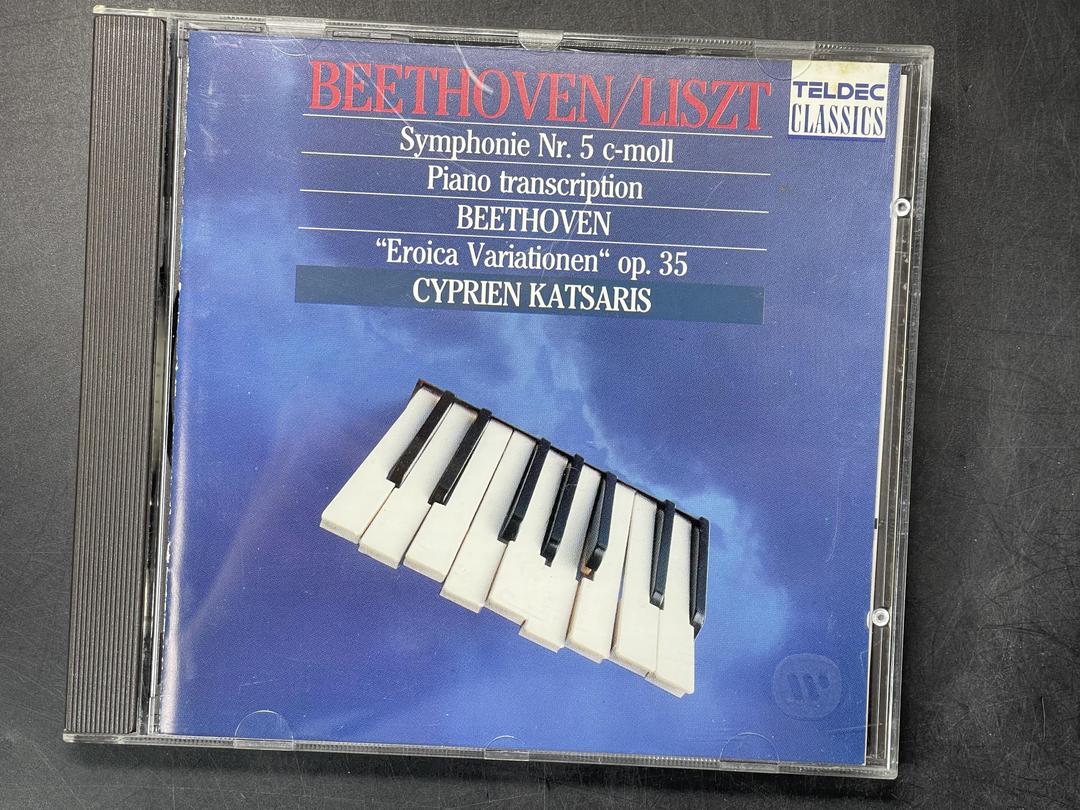 BEETHOVEN/LISZT
TELDEC
CLASSICS
Symphonie Nr. 5 c-moll
Piano transcription
BEETHOVEN
“Eroica Variationen“ op. 35
CYPRIEN KATSARIS